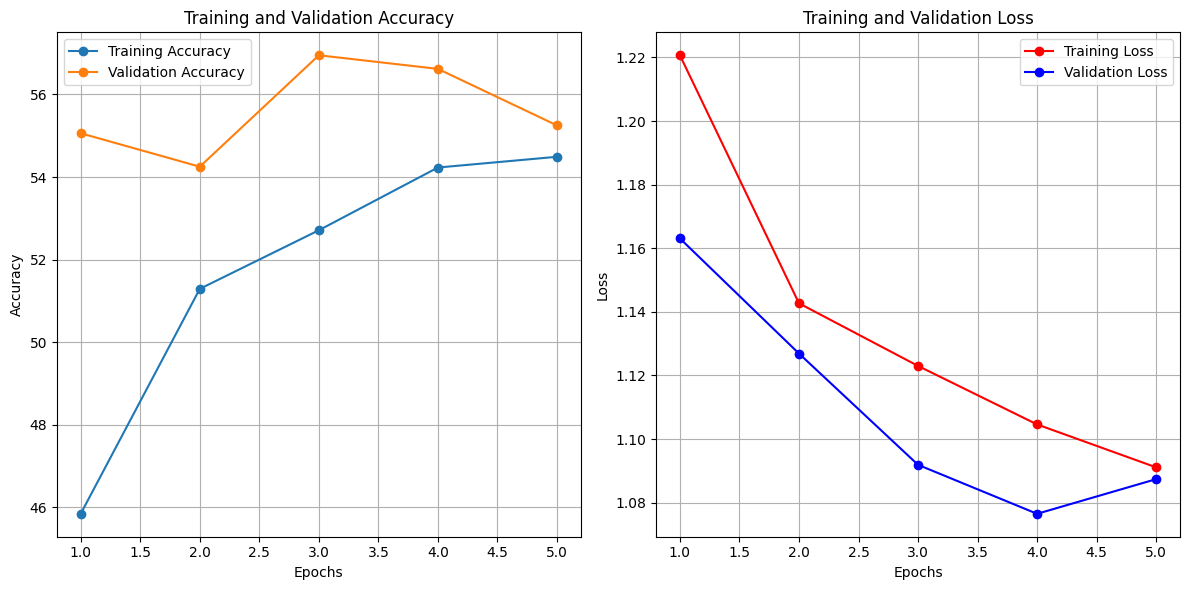 Training and Validation Accuracy
Training Accuracy
Validation Accuracy
56
54
52
50
48
46
Accuracy
1.0 1.5 2.0 2.5 3.0 3.5 4.0 4.5 5.0
Epochs
Training and Validation Loss
Training Loss
Validation Loss
1.22
1.20
1.18
1.16
1.14
1.12
1.10
1.08
Loss
1.0 1.5 2.0 2.5 3.0 3.5 4.0 4.5 5.0
Epochs